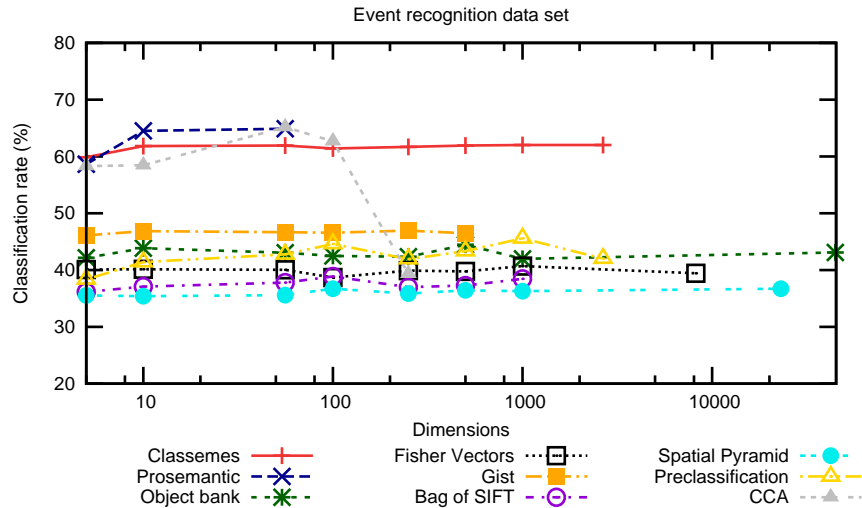 Event recognition data set
80
70
60
50
40
30
20
Classification rate (%)
10
100
1000
10000
Dimensions
Classemes
Prosemantic
Object bank
Fisher Vectors
Gist
Bag of SIFT
Spatial Pyramid
Preclassification
CCA